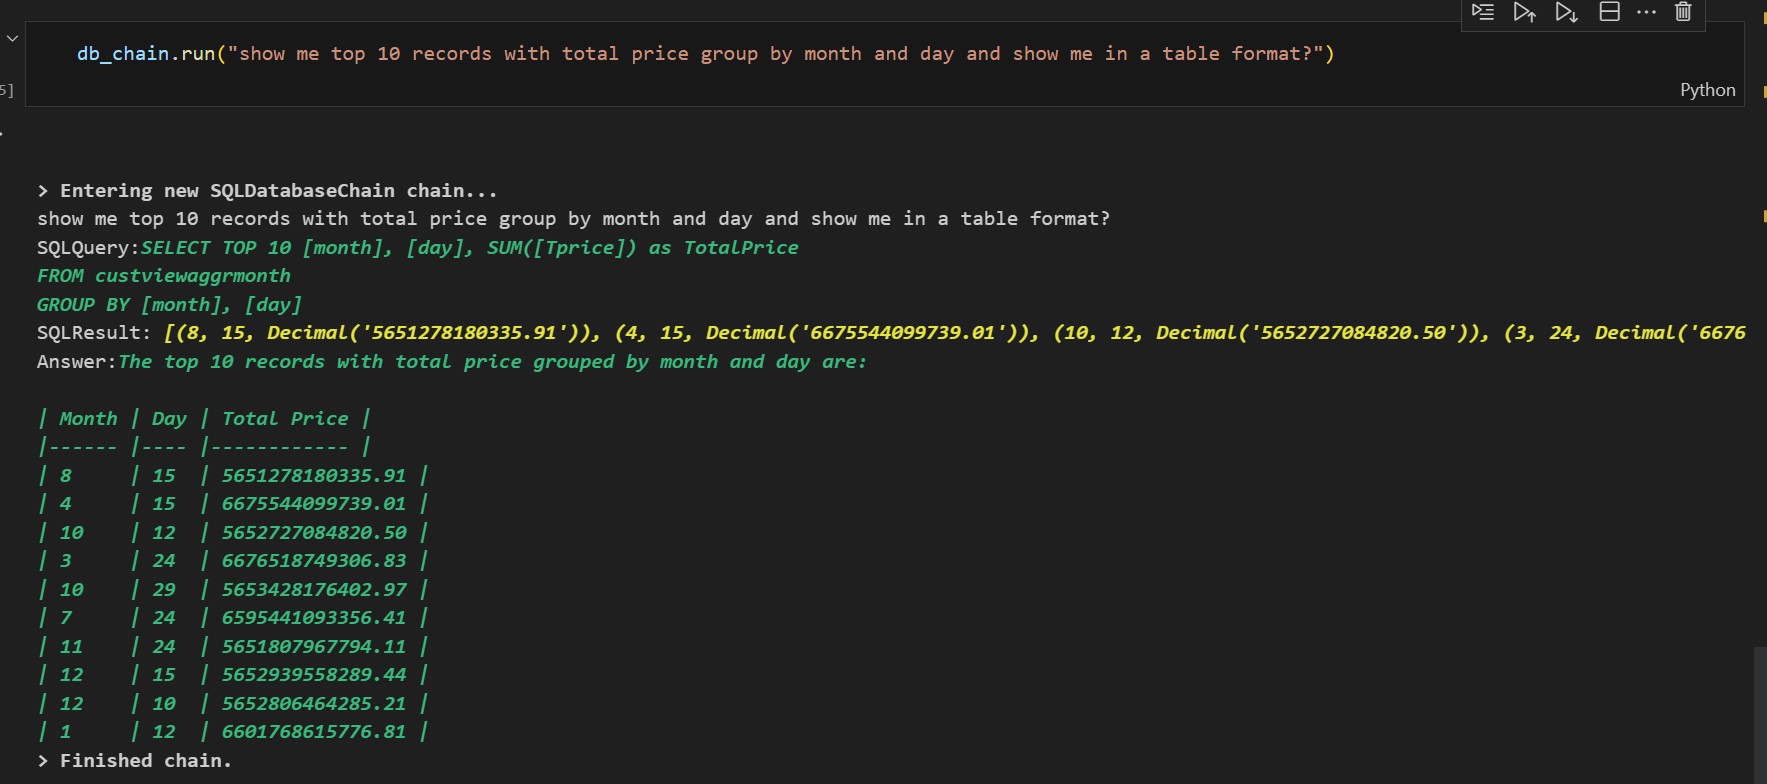 db_chain.run("show me top 10 records with total price group by month and day and show me in a table format?")
5]
Python
> Entering new SQLDatabaseChain chain...
show me top 10 records with total price group by month and day and show me in a table format?
SQLQuery:SELECT TOP 10 [month], [day], SUM([Tprice]) as TotalPrice
FROM custviewaggrmonth
GROUP BY [month], [day]
SQLResult: [(8, 15, Decimal('5651278180335.91')), (4, 15, Decimal('6675544099739.01')), (10, 12, Decimal('5652727084820.50')), (3, 24, Decimal('6676
Answer:The top 10 records with total price grouped by month and day are:
| Month | Day | Total Price |
|------ |---- |------------ |
| 8 | 15 | 5651278180335.91 |
| 4 | 15 | 6675544099739.01 |
| 10 | 12 | 5652727084820.50 |
| 3 | 24 | 6676518749306.83 |
| 10 | 29 | 5653428176402.97 |
| 7 | 24 | 6595441093356.41 |
| 11 | 24 | 5651807967794.11 |
| 12 | 15 | 5652939558289.44 |
| 12 | 10 | 5652806464285.21 |
| 1 | 12 | 6601768615776.81 |
> Finished chain.